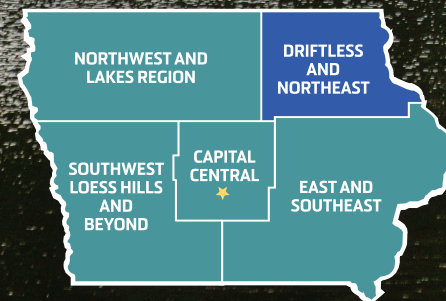 NORTHWEST AND
LAKES REGION
DRIFTLESS
AND
NORTHEAST
SOUTHWEST
LOESS HILLS
AND
BEYOND
CAPITAL
CENTRAL
EAST AND
SOUTHEAST